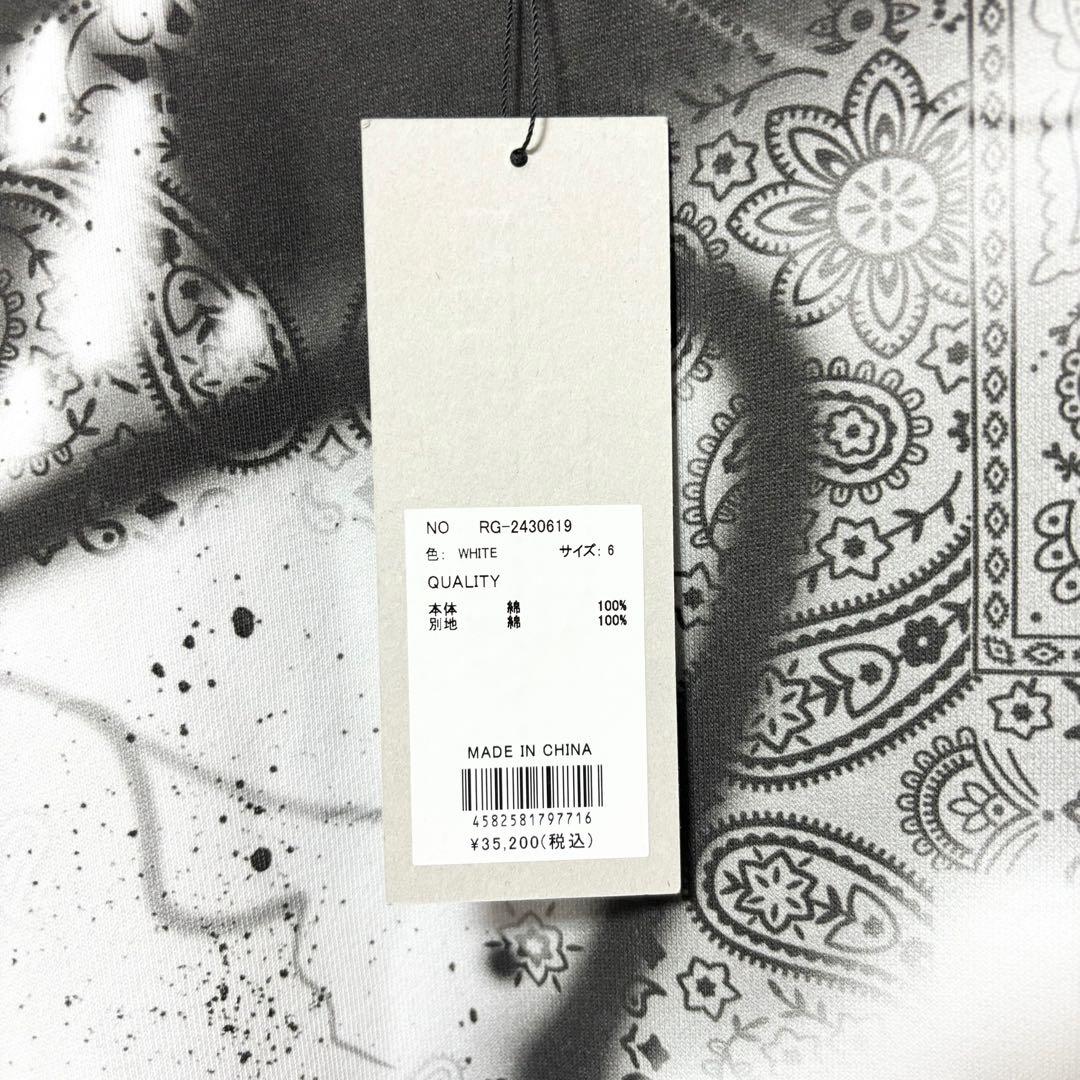 NO RG-2430619
色: WHITE サイズ: 6
QUALITY
本体 綿 100%
別地 綿 100%
MADE IN CHINA
4582581797716
¥35,200(税込)